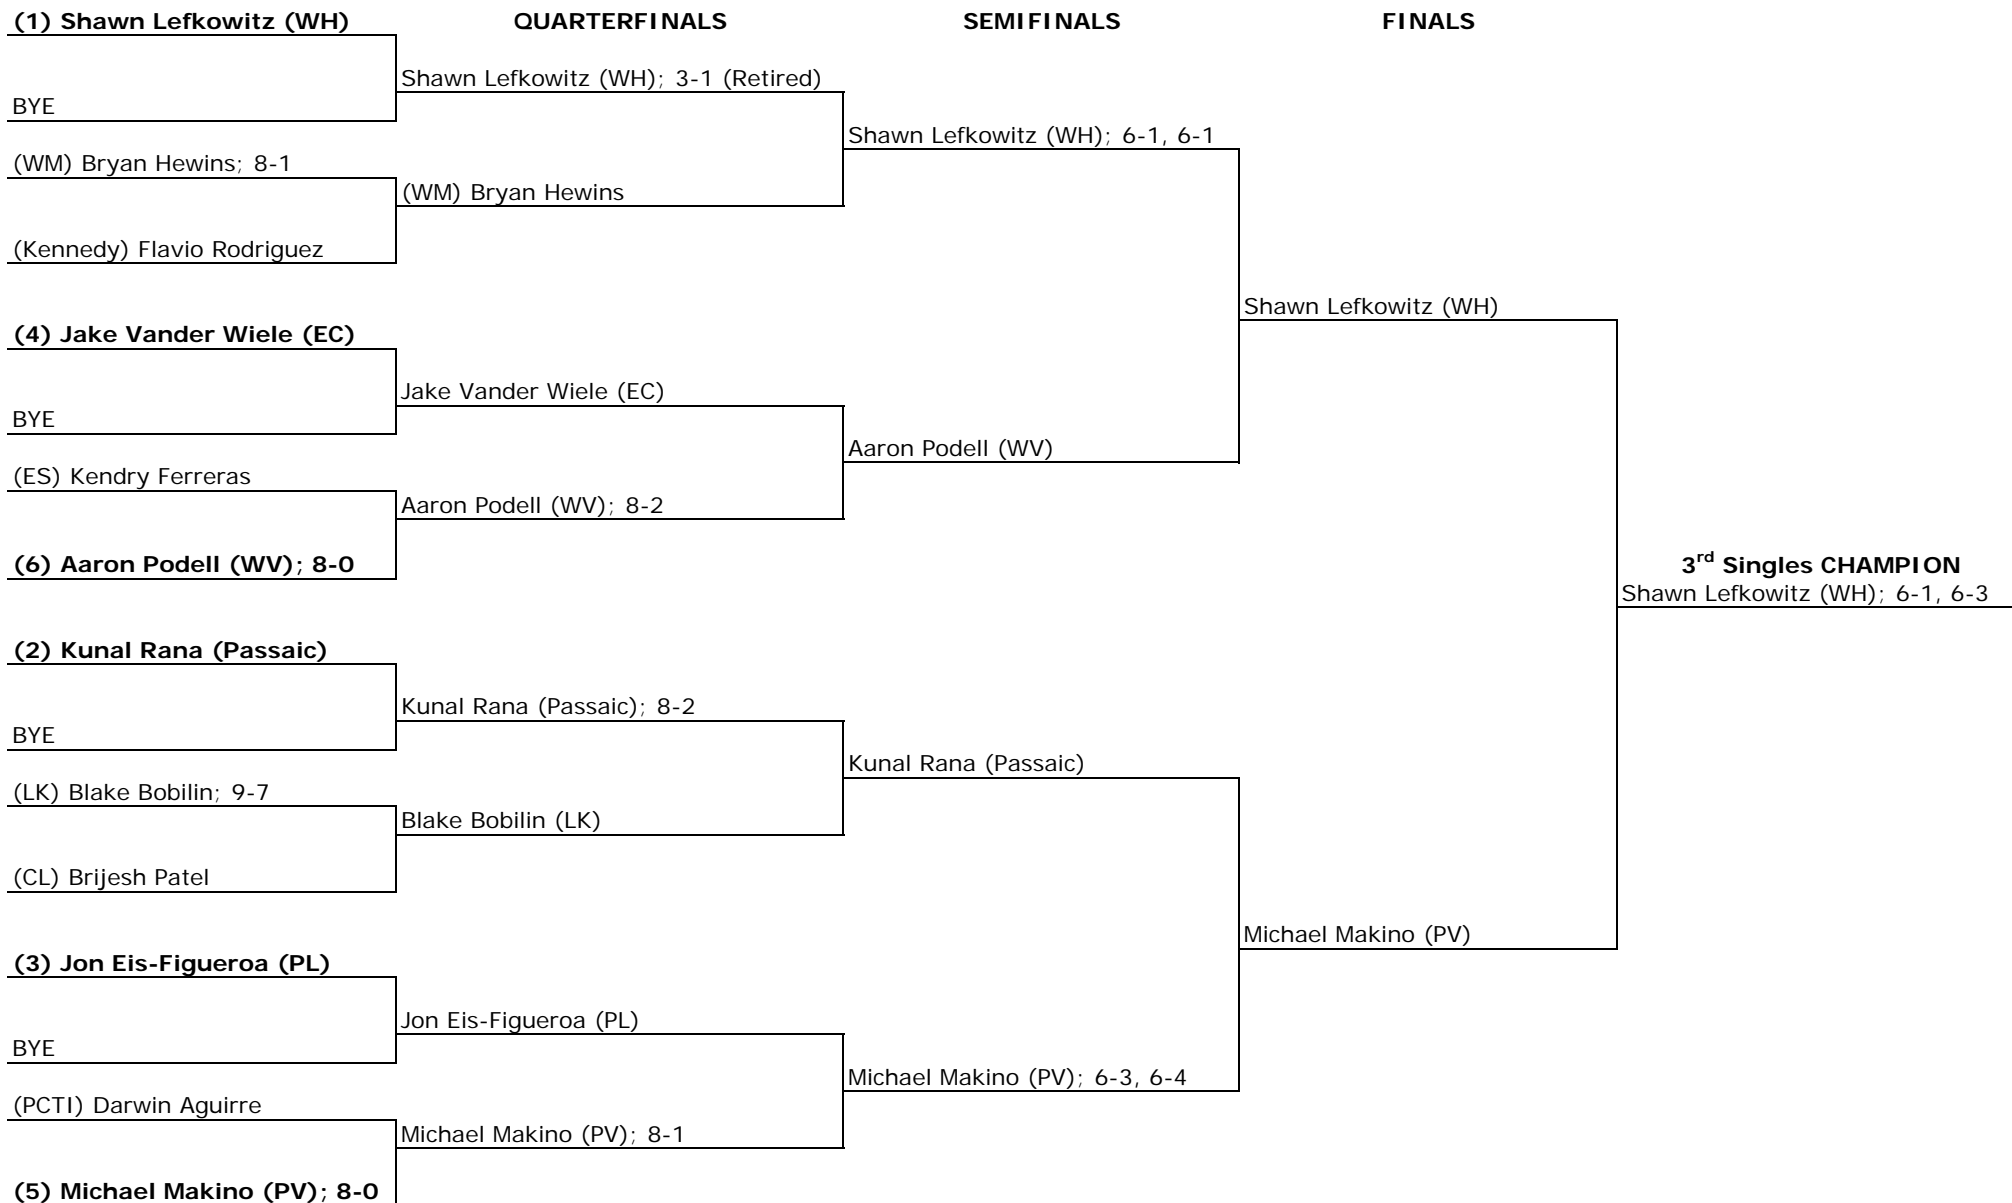 (1) Shawn Lefkowitz (WH) QUARTERFINALS SEMIFINALS FINALS
Shawn Lefkowitz (WH); 3-1 (Retired)
BYE
Shawn Lefkowitz (WH); 6-1, 6-1
(WM) Bryan Hewins; 8-1
(WM) Bryan Hewins
(Kennedy) Flavio Rodriguez
Shawn Lefkowitz (WH)
(4) Jake Vander Wiele (EC)
Jake Vander Wiele (EC)
BYE
Aaron Podell (WV)
(ES) Kendry Ferreras
Aaron Podell (WV); 8-2
(6) Aaron Podell (WV); 8-0
3rd Singles CHAMPION
Shawn Lefkowitz (WH); 6-1, 6-3
(2) Kunal Rana (Passaic)
Kunal Rana (Passaic); 8-2
BYE
Kunal Rana (Passaic)
(LK) Blake Bobilin; 9-7
Blake Bobilin (LK)
(CL) Brijesh Patel
Michael Makino (PV)
(3) Jon Eis-Figueroa (PL)
Jon Eis-Figueroa (PL)
BYE
Michael Makino (PV); 6-3, 6-4
(PCTI) Darwin Aguirre
Michael Makino (PV); 8-1
(5) Michael Makino (PV); 8-0